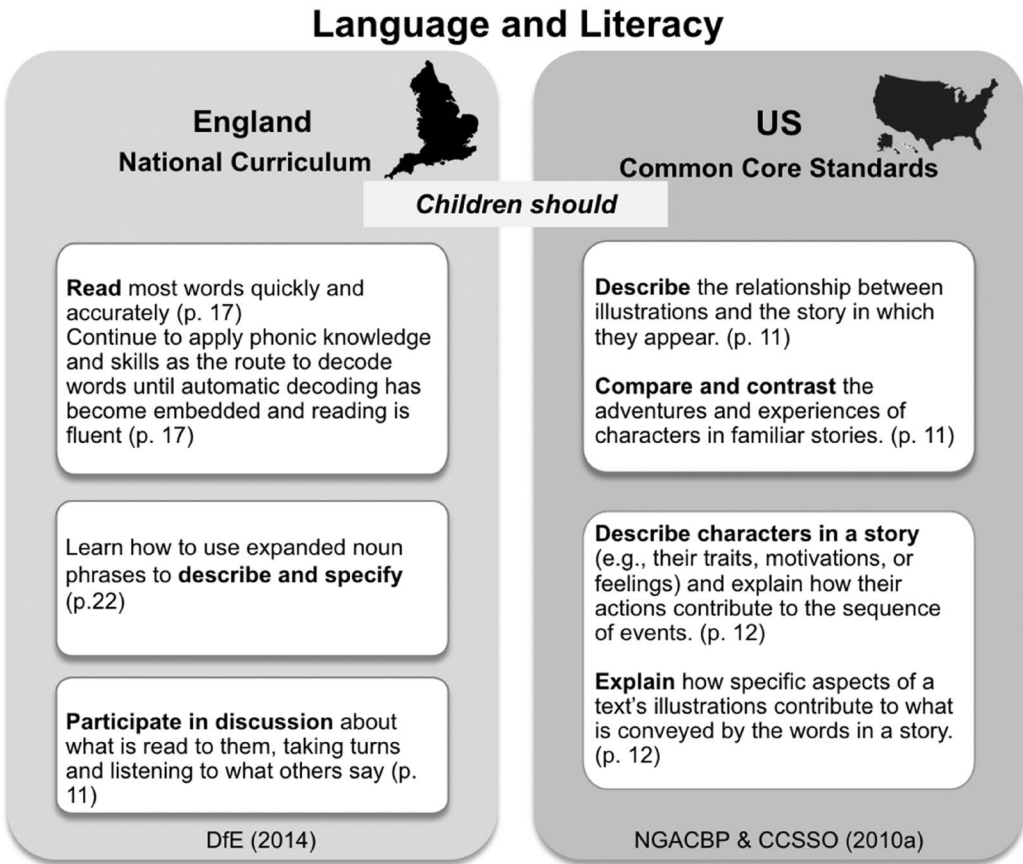 Language and Literacy
England
National Curriculum
US
Common Core Standards
Children should
Read most words quickly and
accurately (p. 17)
Continue to apply phonic knowledge
and skills as the route to decode
words until automatic decoding has
become embedded and reading is
fluent (p. 17)
Learn how to use expanded noun
phrases to describe and specify
(p.22)
Participate in discussion about
what is read to them, taking turns
and listening to what others say (p.
11)
DfE (2014)
Describe the relationship between
illustrations and the story in which
they appear. (p. 11)
Compare and contrast the
adventures and experiences of
characters in familiar stories. (p. 11)
Describe characters in a story
(e.g., their traits, motivations, or
feelings) and explain how their
actions contribute to the sequence
of events. (p. 12)
Explain how specific aspects of a
text’s illustrations contribute to what
is conveyed by the words in a story.
(p. 12)
NGACBP & CCSSO (2010a)